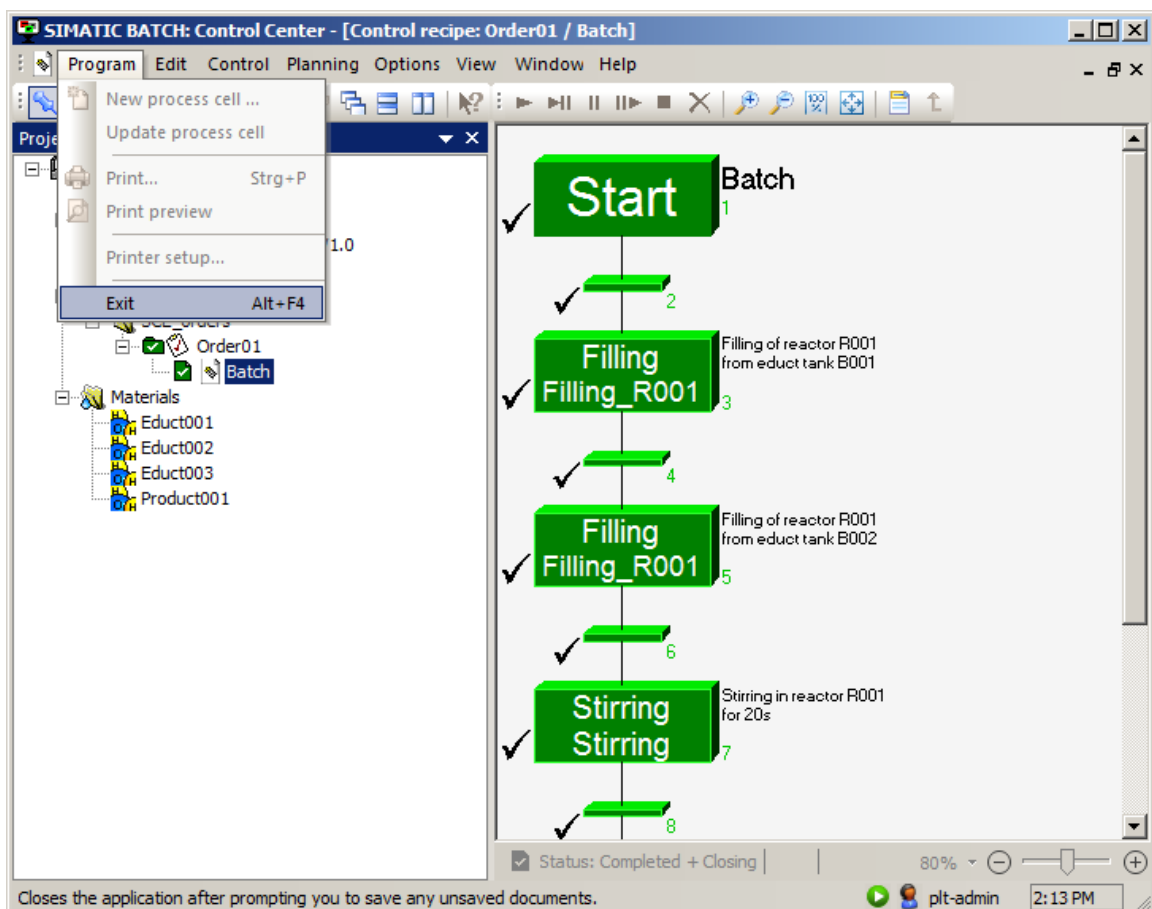 SIMATIC BATCH: Control Center - [Control recipe: Order01 / Batch]
Program Edit Control Planning Options View Window Help
New process cell ...
Update process cell
Print... Strg+P
Print preview
Printer setup...
Exit Alt+F4
Proje
1.0
SCE_orders
Order01
Batch
Materials
Educt001
Educt002
Educt003
Product001
100
Start
Batch
1
2
Filling
Filling_R001
Filling of reactor R001
from educt tank B001
3
4
Filling
Filling_R001
Filling of reactor R001
from educt tank B002
5
6
Stirring
Stirring
Stirring in reactor R001
for 20s
7
8
Status: Completed + Closing
80%
Closes the application after prompting you to save any unsaved documents.
plt-admin 2:13 PM